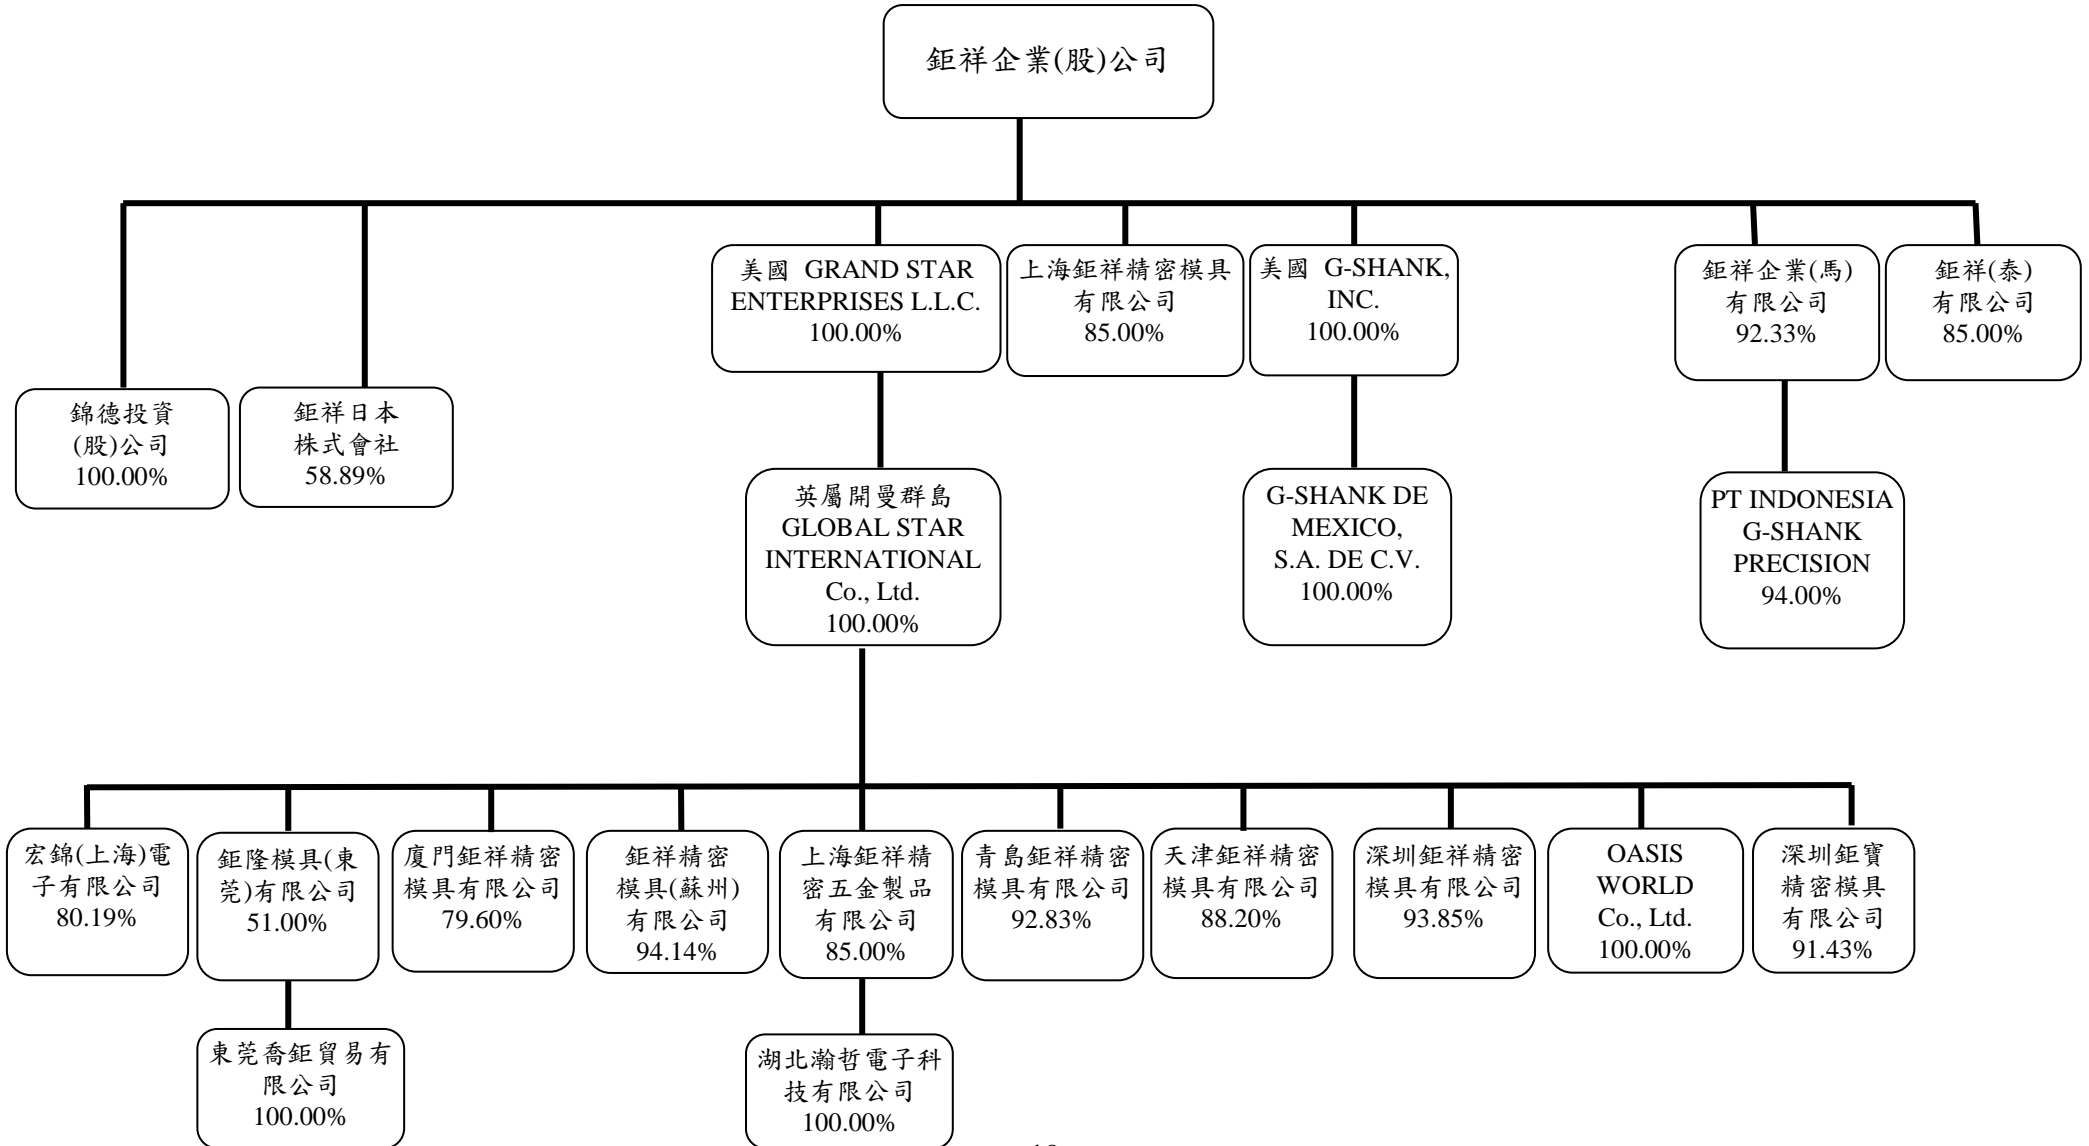 鉅祥企業(股)公司
美國 GRAND STAR
ENTERPRISES L.L.C.
100.00%
上海鉅祥精密模具
有限公司
85.00%
美國 G-SHANK,
INC.
100.00%
鉅祥企業(馬)
有限公司
92.33%
鉅祥(泰)
有限公司
85.00%
錦德投資
(股)公司
100.00%
鉅祥日本
株式會社
58.89%
英屬開曼群島
GLOBAL STAR
INTERNATIONAL
Co., Ltd.
100.00%
G-SHANK DE
MEXICO,
S.A. DE C.V.
100.00%
PT INDONESIA
G-SHANK
PRECISION
94.00%
宏錦(上海)電
子有限公司
80.19%
鉅隆模具(東
莞)有限公司
51.00%
廈門鉅祥精密
模具有限公司
79.60%
鉅祥精密
模具(蘇州)
有限公司
94.14%
上海鉅祥精
密五金製品
有限公司
85.00%
青島鉅祥精密
模具有限公司
92.83%
天津鉅祥精密
模具有限公司
88.20%
深圳鉅祥精密
模具有限公司
93.85%
OASIS
WORLD
Co., Ltd.
100.00%
深圳鉅寶
精密模具
有限公司
91.43%
東莞喬鉅貿易有
限公司
100.00%
湖北瀚哲電子科
技有限公司
100.00%